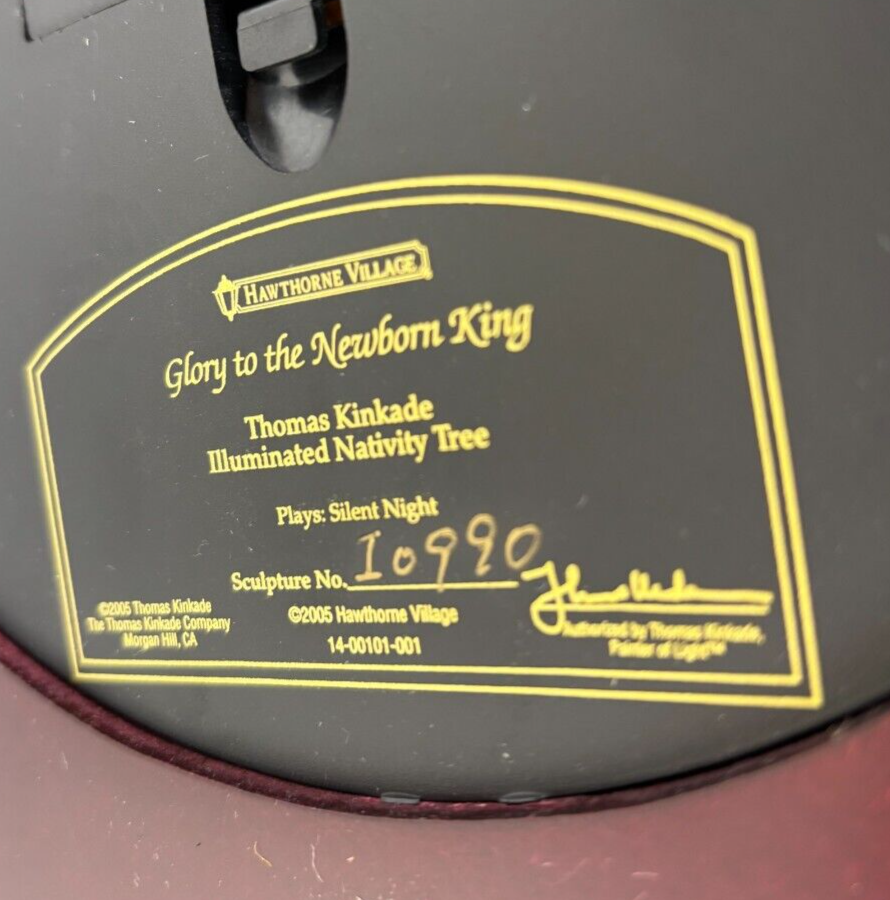 HAWTHORNE VILLAGE
Glory to the Newborn King
Thomas Kinkade
Illuminated Nativity Tree
Plays: Silent Night
Sculpture No. I0990
©2005 Thomas Kinkade
The Thomas Kinkade Company
Morgan Hill, CA
©2005 Hawthorne Village
14-00101-001
Authorized by Thomas Kinkade,
Painter of Light™